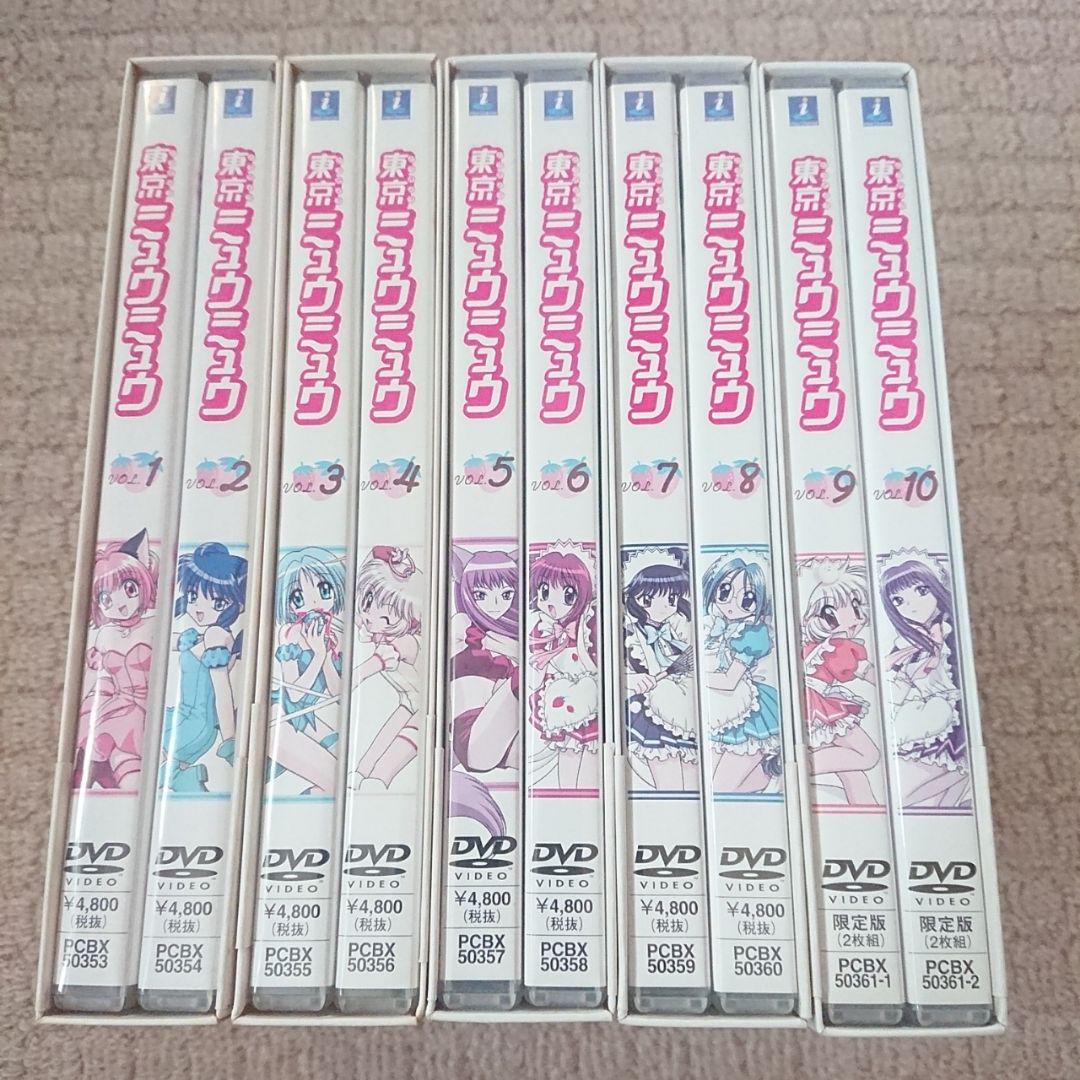 i
東京ミュウミュウ
VOL.1
DVD
VIDEO
¥4,800
(税抜)
PCBX
50353
i
東京ミュウミュウ
VOL.2
DVD
VIDEO
¥4,800
(税抜)
PCBX
50354
i
東京ミュウミュウ
VOL.3
DVD
VIDEO
¥4,800
(税抜)
PCBX
50355
i
東京ミュウミュウ
VOL.4
DVD
VIDEO
¥4,800
(税抜)
PCBX
50356
i
東京ミュウミュウ
VOL.5
DVD
VIDEO
¥4,800
(税抜)
PCBX
50357
i
東京ミュウミュウ
VOL.6
DVD
VIDEO
¥4,800
(税抜)
PCBX
50358
i
東京ミュウミュウ
VOL.7
DVD
VIDEO
¥4,800
(税抜)
PCBX
50359
i
東京ミュウミュウ
VOL.8
DVD
VIDEO
¥4,800
(税抜)
PCBX
50360
i
東京ミュウミュウ
VOL.9
DVD
VIDEO
限定版
(2枚組)
PCBX
50361-1
i
東京ミュウミュウ
VOL.10
DVD
VIDEO
限定版
(2枚組)
PCBX
50361-2